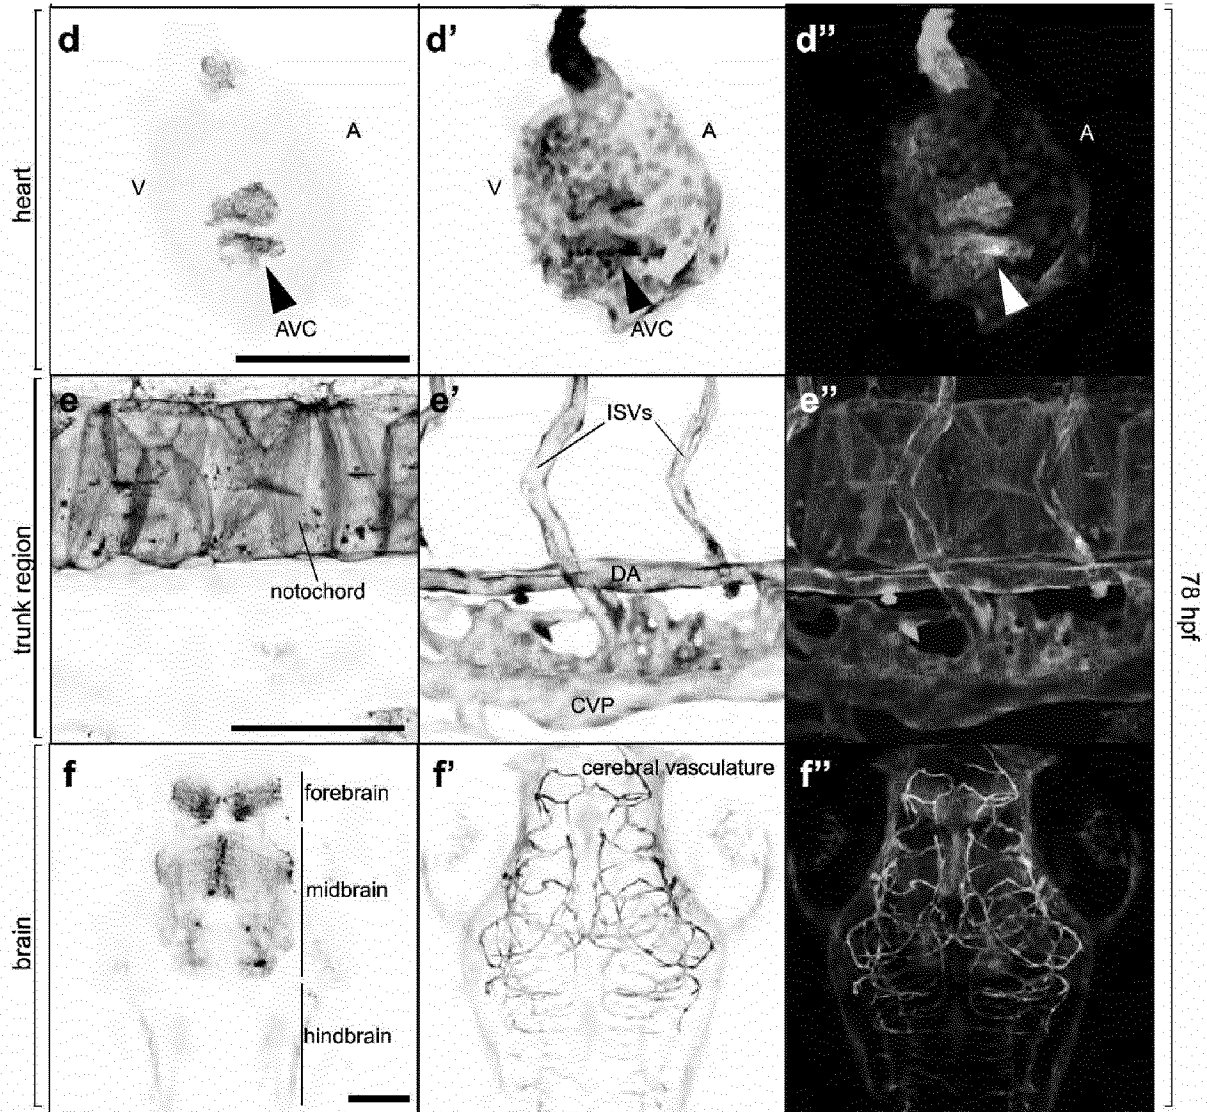 d
A
V
AVC
d'
A
V
AVC
d''
A
heart
e
notochord
e'
ISVs
DA
CVP
e''
trunk region
78 hpf
f
forebrain
midbrain
hindbrain
f'
cerebral vasculature
f''
brain